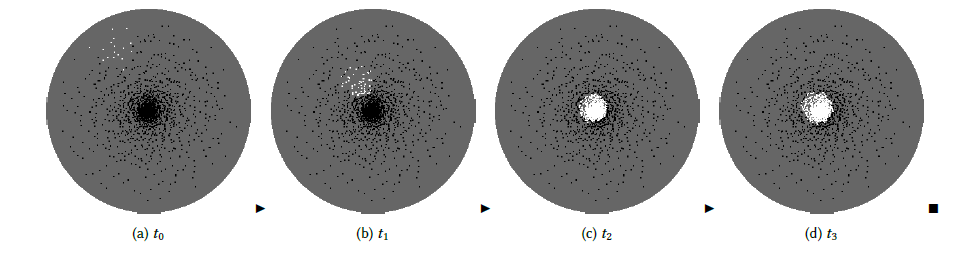 (a) t₀
(b) t₁
(c) t₂
(d) t₃